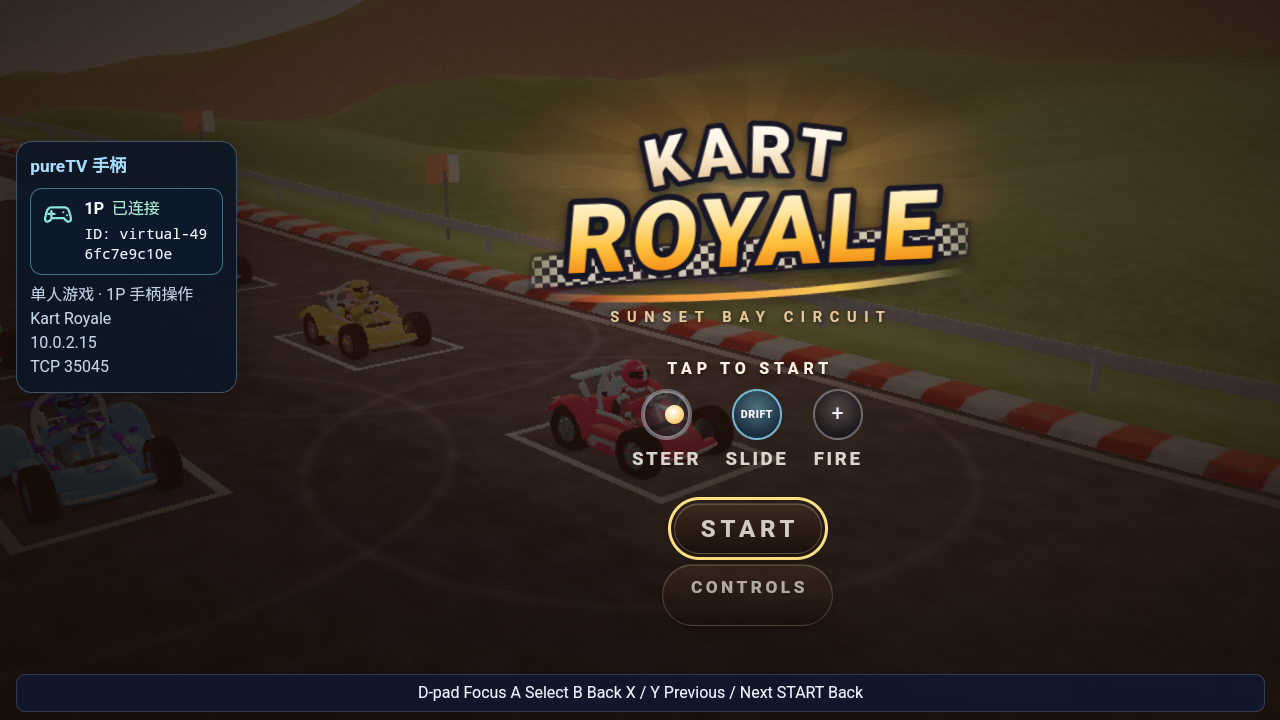 KART
ROYALE
SUNSET BAY CIRCUIT
pureTV 手柄
1P 已连接
ID: virtual-49
6fc7e9c10e
单人游戏 · 1P 手柄操作
Kart Royale
10.0.2.15
TCP 35045
TAP TO START
DRIFT +
STEER SLIDE FIRE
START
CONTROLS
D-pad Focus A Select B Back X / Y Previous / Next START Back